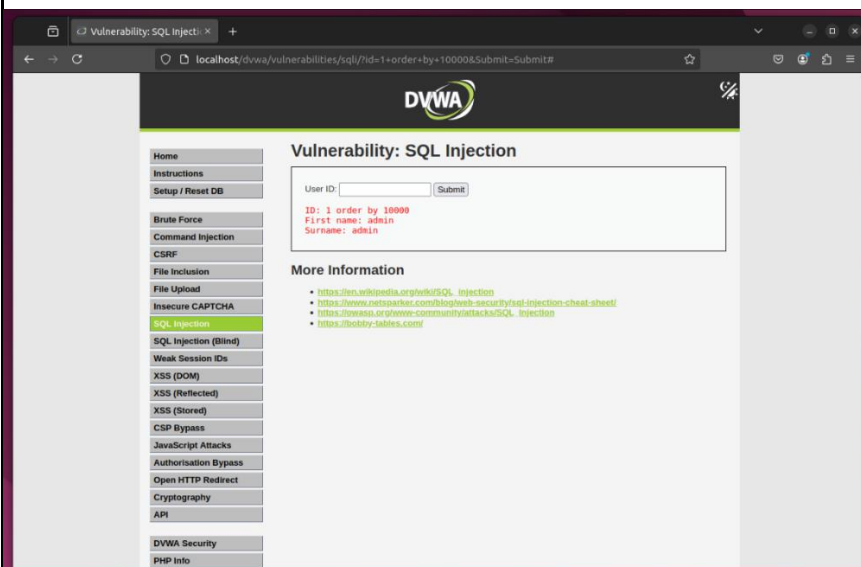 Vulnerability: SQL Injecti
localhost/dvwa/vulnerabilities/sqli/?id=1+order+by+10000&Submit=Submit#
DVWA
Home
Instructions
Setup / Reset DB
Brute Force
Command Injection
CSRF
File Inclusion
File Upload
Insecure CAPTCHA
SQL Injection
SQL Injection (Blind)
Weak Session IDs
XSS (DOM)
XSS (Reflected)
XSS (Stored)
CSP Bypass
JavaScript Attacks
Authorisation Bypass
Open HTTP Redirect
Cryptography
API
DVWA Security
PHP Info
Vulnerability: SQL Injection
User ID: Submit
ID: 1 order by 10000
First name: admin
Surname: admin
More Information
https://en.wikipedia.org/wiki/SQL_injection
https://www.netsparker.com/blog/web-security/sql-injection-cheat-sheet/
https://owasp.org/www-community/attacks/SQL_Injection
https://bobby-tables.com/